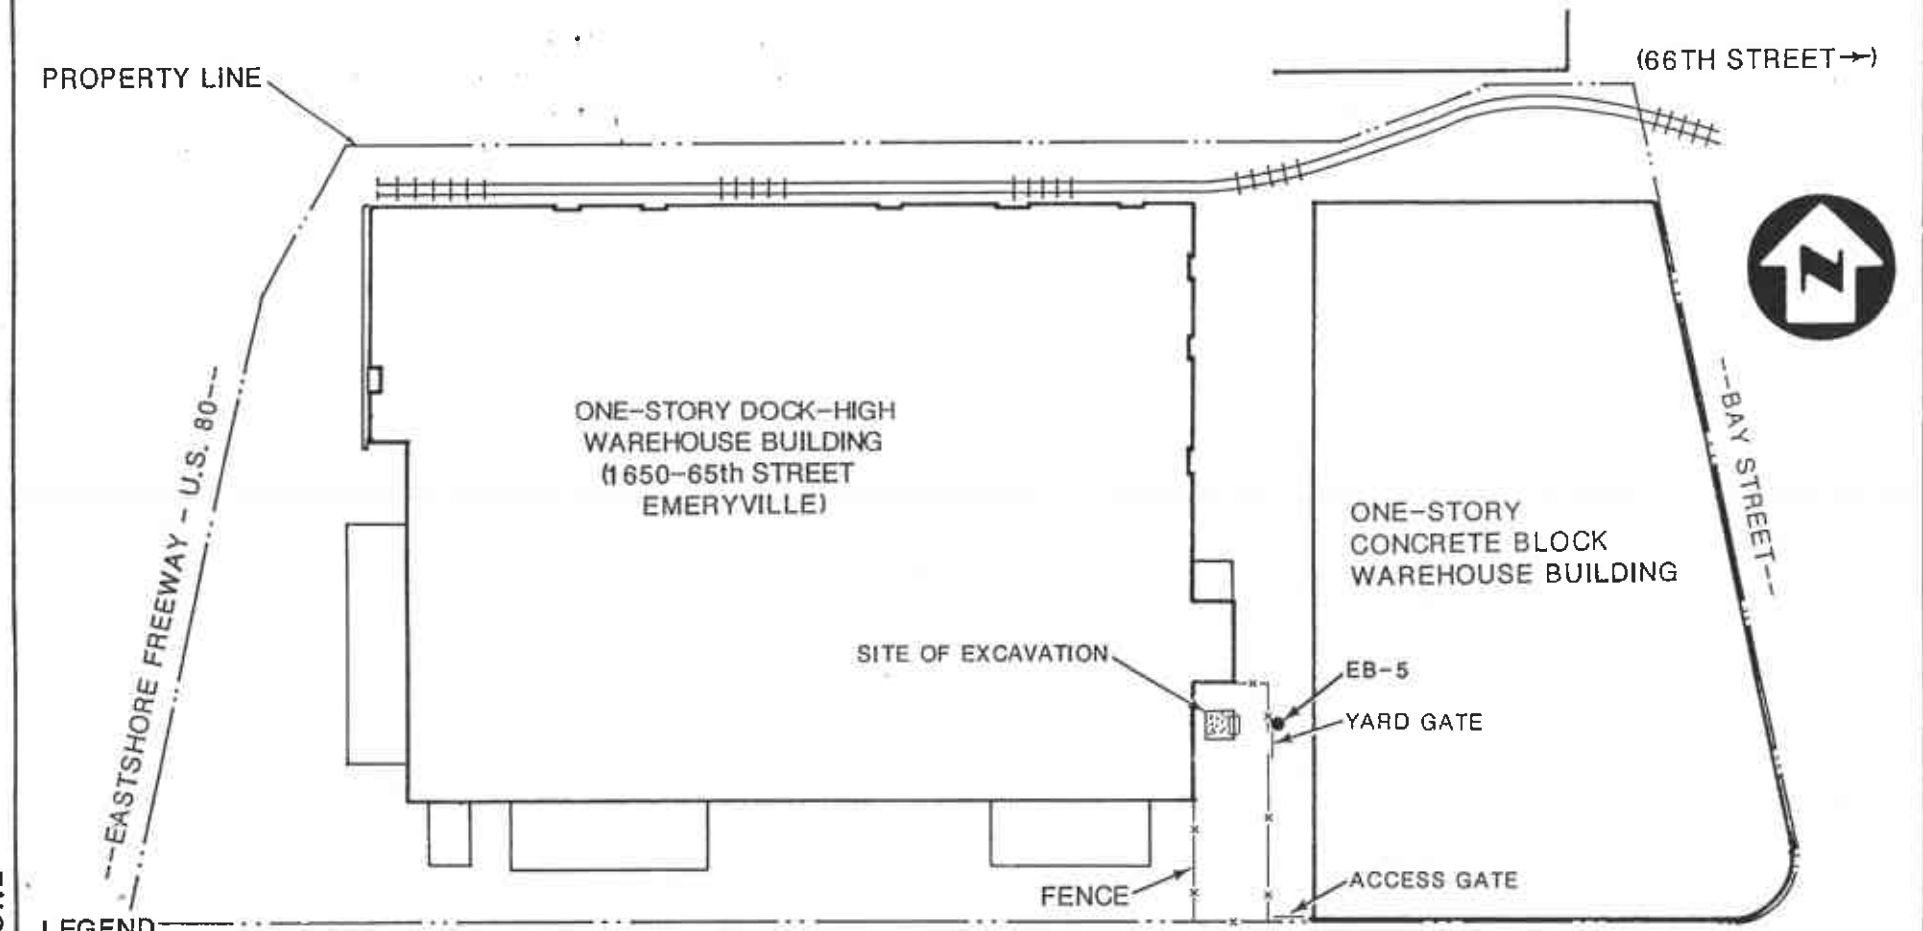 PROPERTY LINE
(66TH STREET→)
N
---EASTSHORE FREEWAY - U.S. 80---
ONE-STORY DOCK-HIGH
WAREHOUSE BUILDING
(1650-65th STREET
EMERYVILLE)
---BAY STREET---
ONE-STORY
CONCRETE BLOCK
WAREHOUSE BUILDING
SITE OF EXCAVATION
EB-5
YARD GATE
FENCE
ACCESS GATE
LEGEND